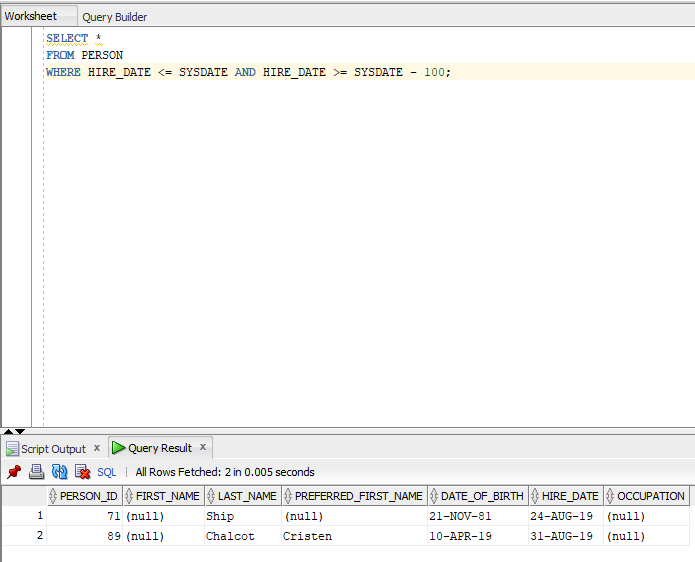 Worksheet Query Builder
SELECT *
FROM PERSON
WHERE HIRE_DATE <= SYSDATE AND HIRE_DATE >= SYSDATE - 100;
Script Output x Query Result x
SQL | All Rows Fetched: 2 in 0.005 seconds
PERSON_ID FIRST_NAME LAST_NAME PREFERRED_FIRST_NAME DATE_OF_BIRTH HIRE_DATE OCCUPATION
1 71 (null) Ship (null) 21-NOV-81 24-AUG-19 (null)
2 89 (null) Chalcot Cristen 10-APR-19 31-AUG-19 (null)